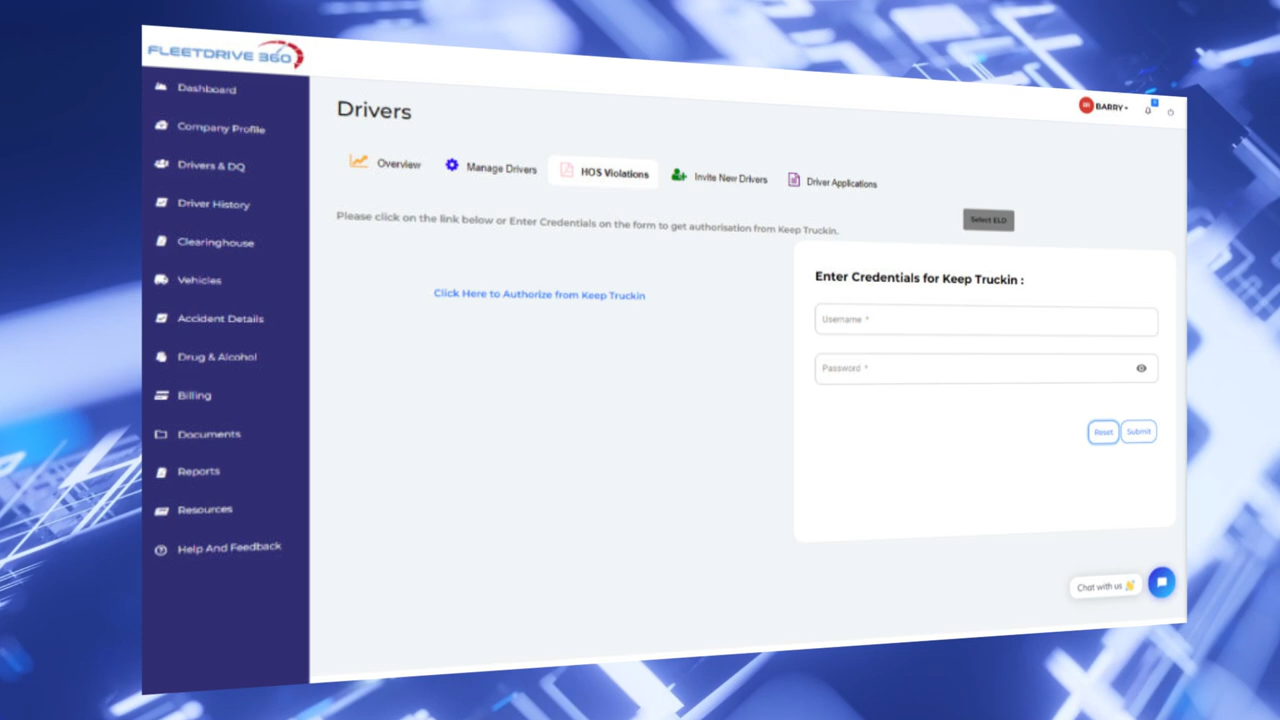 FLEETDRIVE 360
BARRY
Dashboard
Company Profile
Drivers & DQ
Driver History
Clearinghouse
Vehicles
Accident Details
Drug & Alcohol
Billing
Documents
Reports
Resources
Help And Feedback
Drivers
Overview
Manage Drivers
HOS Violations
Invite New Drivers
Driver Applications
Please click on the link below or Enter Credentials on the form to get authorisation from Keep Truckin.
Select ELD
Click Here to Authorize from Keep Truckin
Enter Credentials for Keep Truckin :
Username *
Password *
Reset
Submit
Chat with us 👋